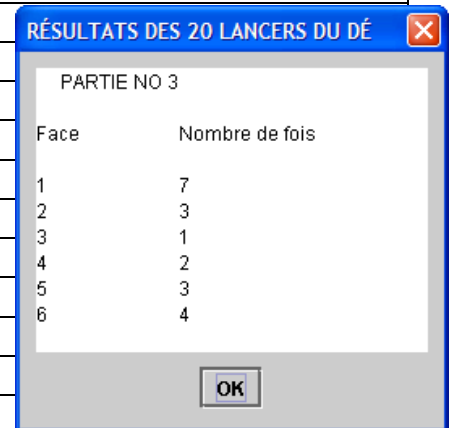 RÉSULTATS DES 20 LANCERS DU DÉ
PARTIE NO 3
Face Nombre de fois
1 7
2 3
3 1
4 2
5 3
6 4
OK